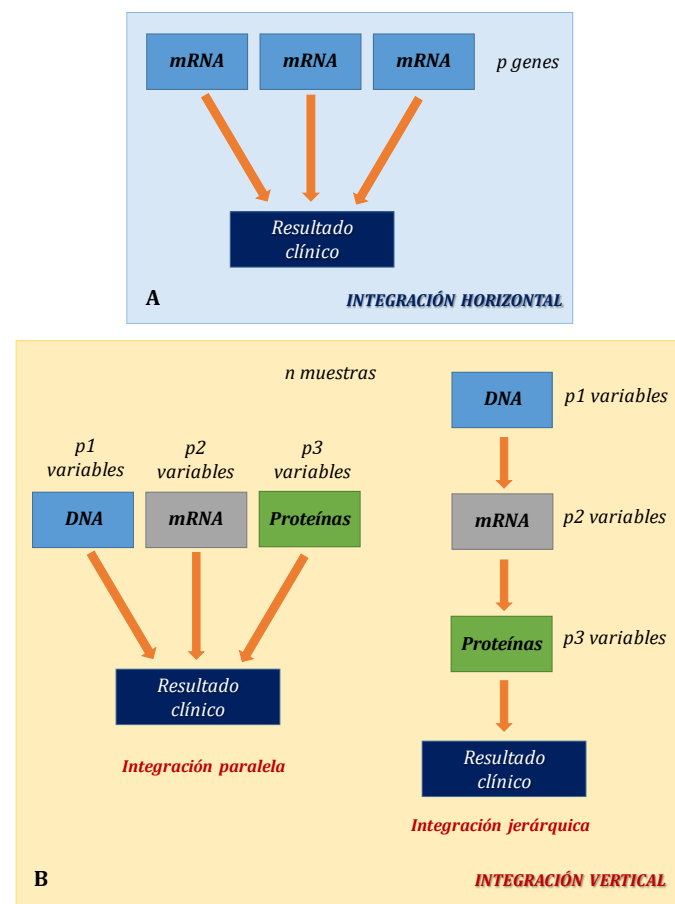 mRNA
mRNA
mRNA
p genes
Resultado
clínico
A
INTEGRACIÓN HORIZONTAL
n muestras
p1
variables
p2
variables
p3
variables
DNA
mRNA
Proteínas
Resultado
clínico
Integración paralela
DNA
p1 variables
mRNA
p2 variables
Proteínas
p3 variables
Resultado
clínico
Integración jerárquica
B
INTEGRACIÓN VERTICAL